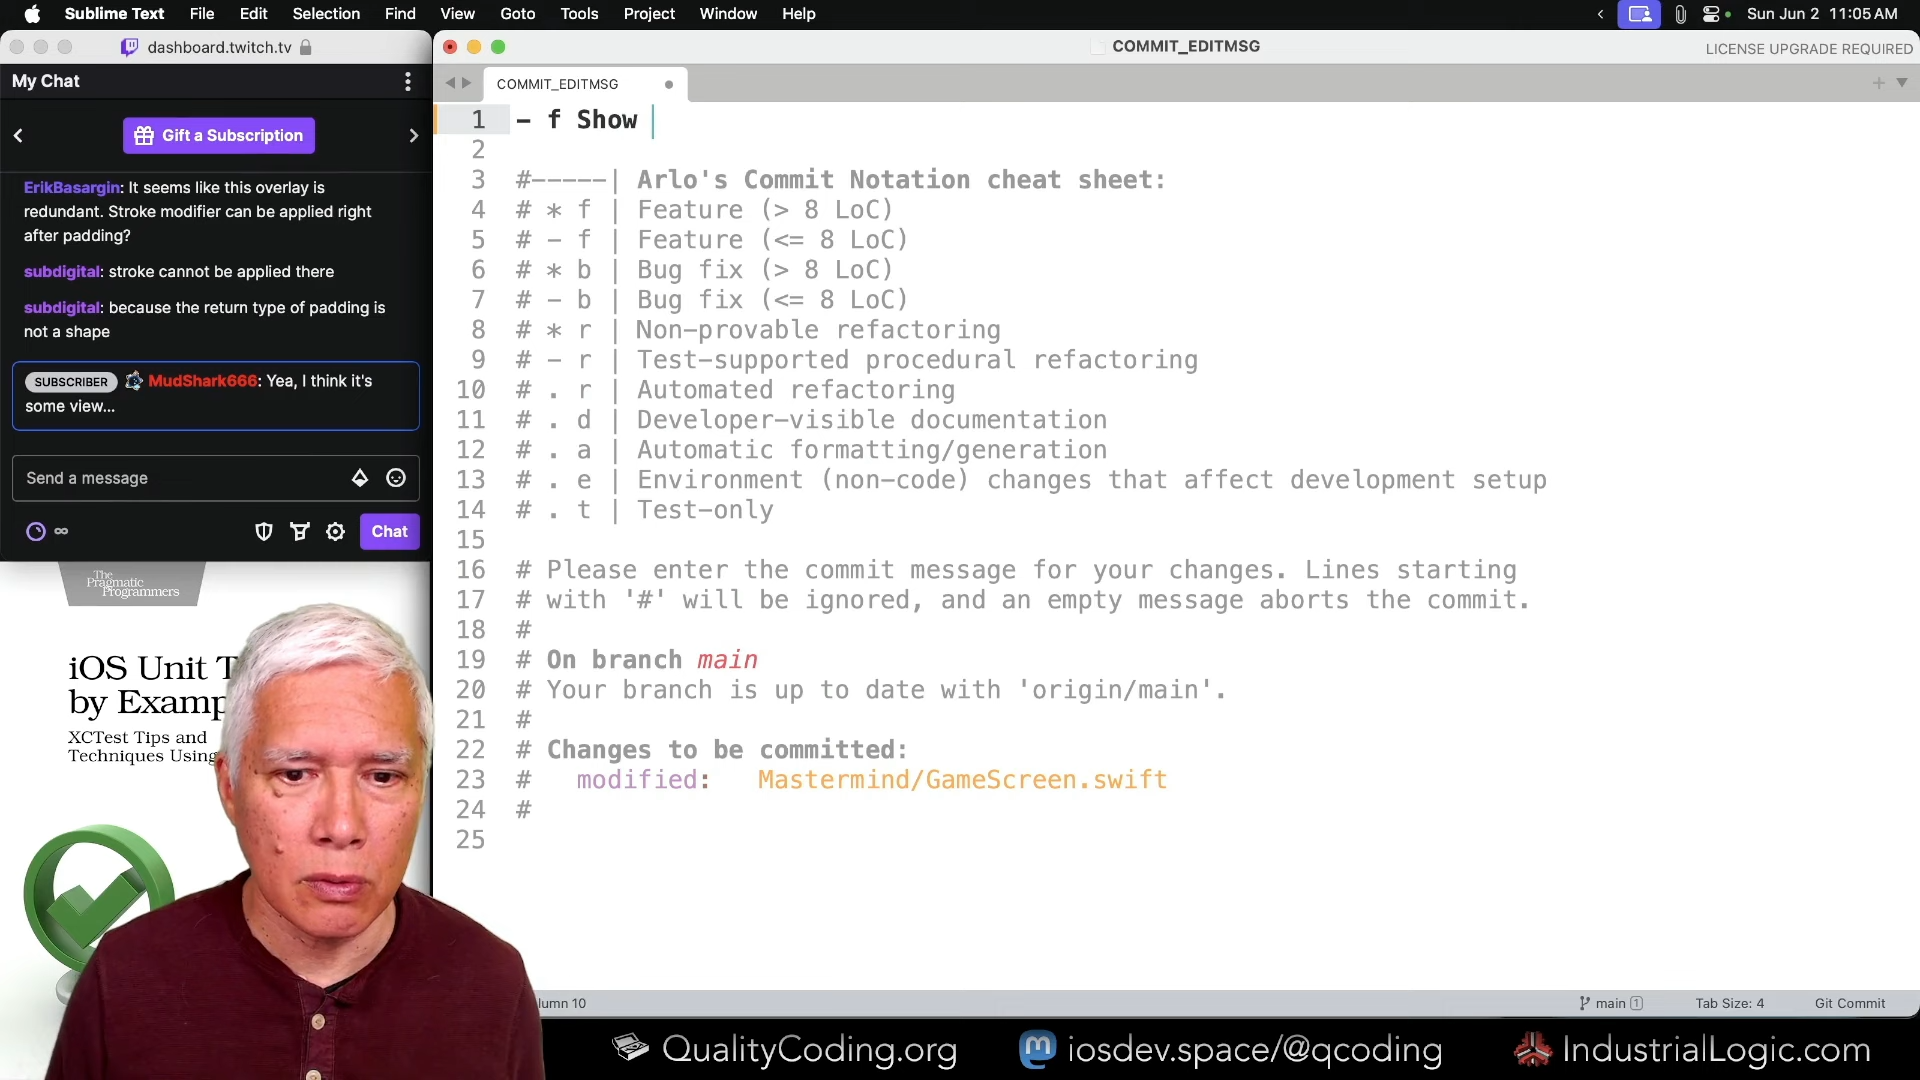 Sublime Text File Edit Selection Find View Goto Tools Project Window Help
Sun Jun 2 11:05 AM
dashboard.twitch.tv
My Chat
Gift a Subscription
ErikBasargin: It seems like this overlay is
redundant. Stroke modifier can be applied right
after padding?
subdigital: stroke cannot be applied there
subdigital: because the return type of padding is
not a shape
SUBSCRIBER MudShark666: Yea, I think it's
some view...
Send a message
Chat
The
Pragmatic
Programmers
iOS Unit T
by Examp
XCTest Tips and
Techniques Using
COMMIT_EDITMSG
LICENSE UPGRADE REQUIRED
COMMIT_EDITMSG
1 - f Show
2
3 #-----| Arlo's Commit Notation cheat sheet:
4 # * f | Feature (> 8 LoC)
5 # - f | Feature (<= 8 LoC)
6 # * b | Bug fix (> 8 LoC)
7 # - b | Bug fix (<= 8 LoC)
8 # * r | Non-provable refactoring
9 # - r | Test-supported procedural refactoring
10 # . r | Automated refactoring
11 # . d | Developer-visible documentation
12 # . a | Automatic formatting/generation
13 # . e | Environment (non-code) changes that affect development setup
14 # . t | Test-only
15
16 # Please enter the commit message for your changes. Lines starting
17 # with '#' will be ignored, and an empty message aborts the commit.
18 #
19 # On branch main
20 # Your branch is up to date with 'origin/main'.
21 #
22 # Changes to be committed:
23 # modified: Mastermind/GameScreen.swift
24 #
25
lumn 10
main 1
Tab Size: 4
Git Commit
QualityCoding.org
iosdev.space/@qcoding
IndustrialLogic.com